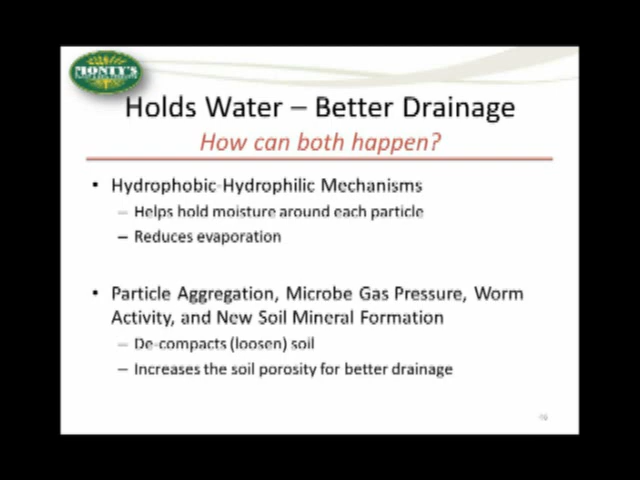 MONTY'S
Holds Water – Better Drainage
How can both happen?
• Hydrophobic-Hydrophilic Mechanisms
– Helps hold moisture around each particle
– Reduces evaporation
• Particle Aggregation, Microbe Gas Pressure, Worm
Activity, and New Soil Mineral Formation
– De-compacts (loosen) soil
– Increases the soil porosity for better drainage